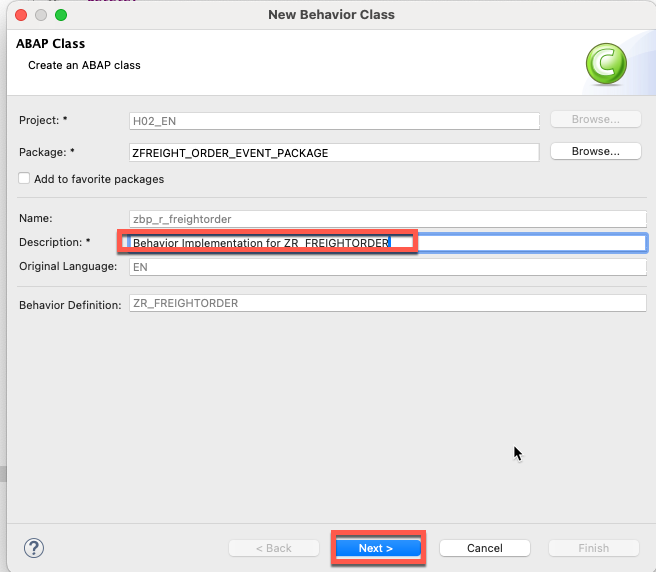 New Behavior Class
ABAP Class
Create an ABAP class
C
Project: * H02_EN Browse...
Package: * ZFREIGHT_ORDER_EVENT_PACKAGE Browse...
Add to favorite packages
Name: zbp_r_freightorder
Description: * Behavior Implementation for ZR_FREIGHTORDER
Original Language: EN
Behavior Definition: ZR_FREIGHTORDER
? < Back Next > Cancel Finish